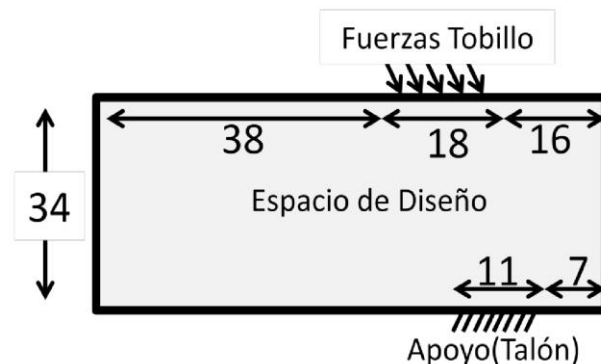 Fuerzas Tobillo
38 18 16
34
Espacio de Diseño
11 7
Apoyo(Talón)